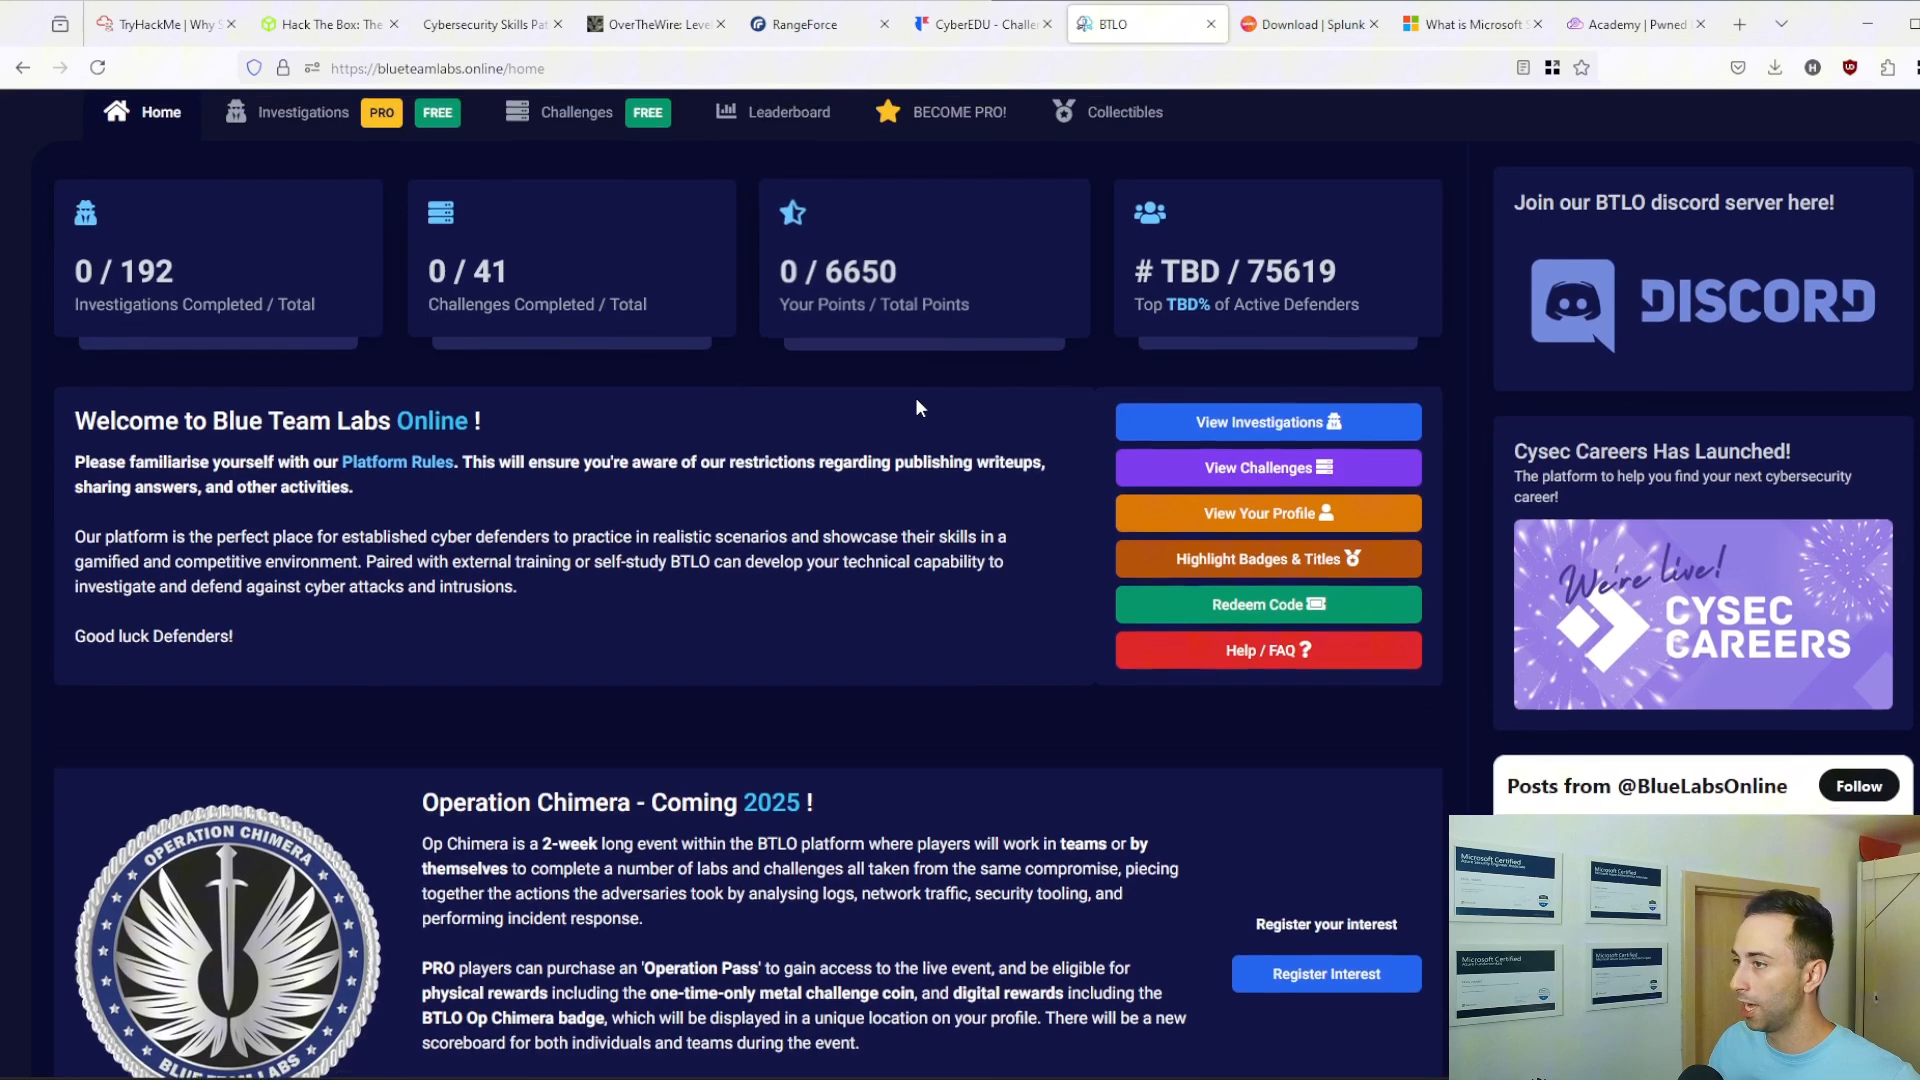 TryHackMe | Why S
Hack The Box: The
Cybersecurity Skills Pat
OverTheWire: Leve
RangeForce
CyberEDU - Challe
BTLO
Download | Splunk
What is Microsoft S
Academy | Pwned
https://blueteamlabs.online/home
Home
Investigations
PRO
FREE
Challenges
FREE
Leaderboard
BECOME PRO!
Collectibles
0 / 192
Investigations Completed / Total
0 / 41
Challenges Completed / Total
0 / 6650
Your Points / Total Points
# TBD / 75619
Top TBD% of Active Defenders
Join our BTLO discord server here!
DISCORD
Welcome to Blue Team Labs Online !
Please familiarise yourself with our Platform Rules. This will ensure you're aware of our restrictions regarding publishing writeups,
sharing answers, and other activities.
Our platform is the perfect place for established cyber defenders to practice in realistic scenarios and showcase their skills in a
gamified and competitive environment. Paired with external training or self-study BTLO can develop your technical capability to
investigate and defend against cyber attacks and intrusions.
Good luck Defenders!
View Investigations
View Challenges
View Your Profile
Highlight Badges & Titles
Redeem Code
Help / FAQ ?
Cysec Careers Has Launched!
The platform to help you find your next cybersecurity
career!
We're live!
CYSEC
CAREERS
Posts from @BlueLabsOnline
Follow
OPERATION CHIMERA
BLUE TEAM LABS
Operation Chimera - Coming 2025 !
Op Chimera is a 2-week long event within the BTLO platform where players will work in teams or by
themselves to complete a number of labs and challenges all taken from the same compromise, piecing
together the actions the adversaries took by analysing logs, network traffic, security tooling, and
performing incident response.
PRO players can purchase an 'Operation Pass' to gain access to the live event, and be eligible for
physical rewards including the one-time-only metal challenge coin, and digital rewards including the
BTLO Op Chimera badge, which will be displayed in a unique location on your profile. There will be a new
scoreboard for both individuals and teams during the event.
Register your interest
Register Interest
Microsoft Certified
Microsoft Certified
Microsoft Certified
Microsoft Certified